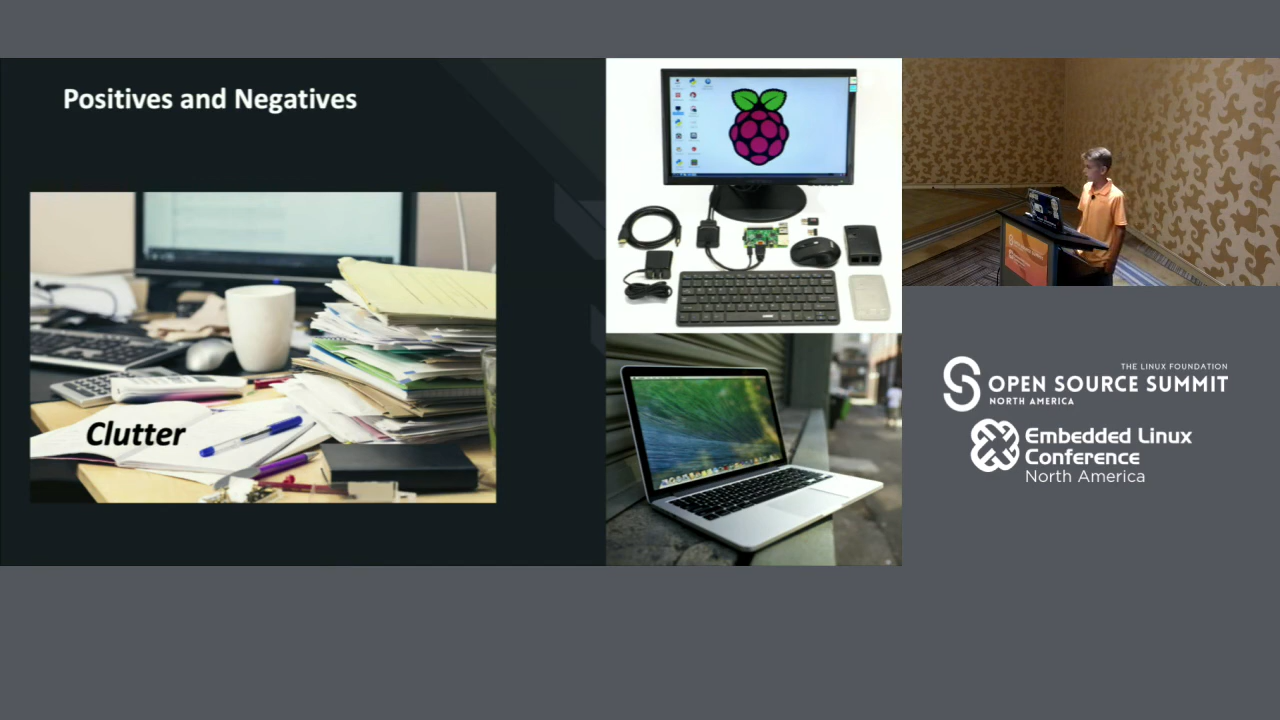 Positives and Negatives
Clutter
THE LINUX FOUNDATION
OPEN SOURCE SUMMIT
NORTH AMERICA
Embedded Linux
Conference
North America